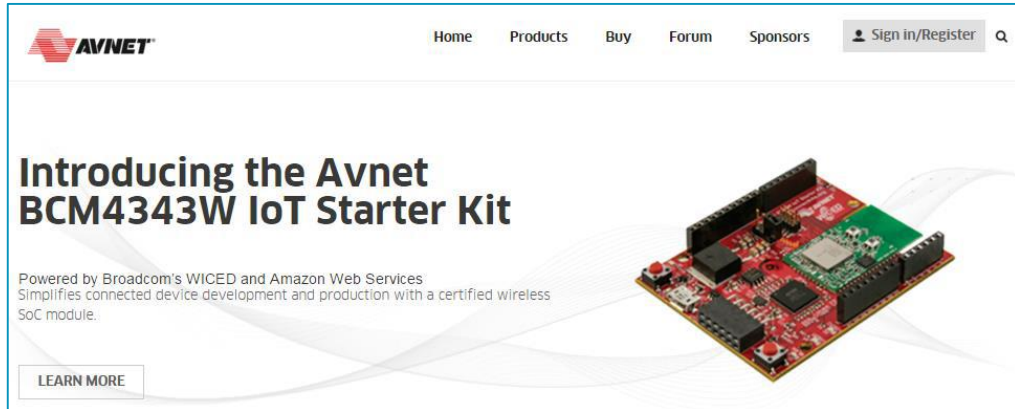 AVNET
Home Products Buy Forum Sponsors Sign in/Register
Introducing the Avnet
BCM4343W IoT Starter Kit
Powered by Broadcom's WICED and Amazon Web Services
Simplifies connected device development and production with a certified wireless
SoC module.
LEARN MORE